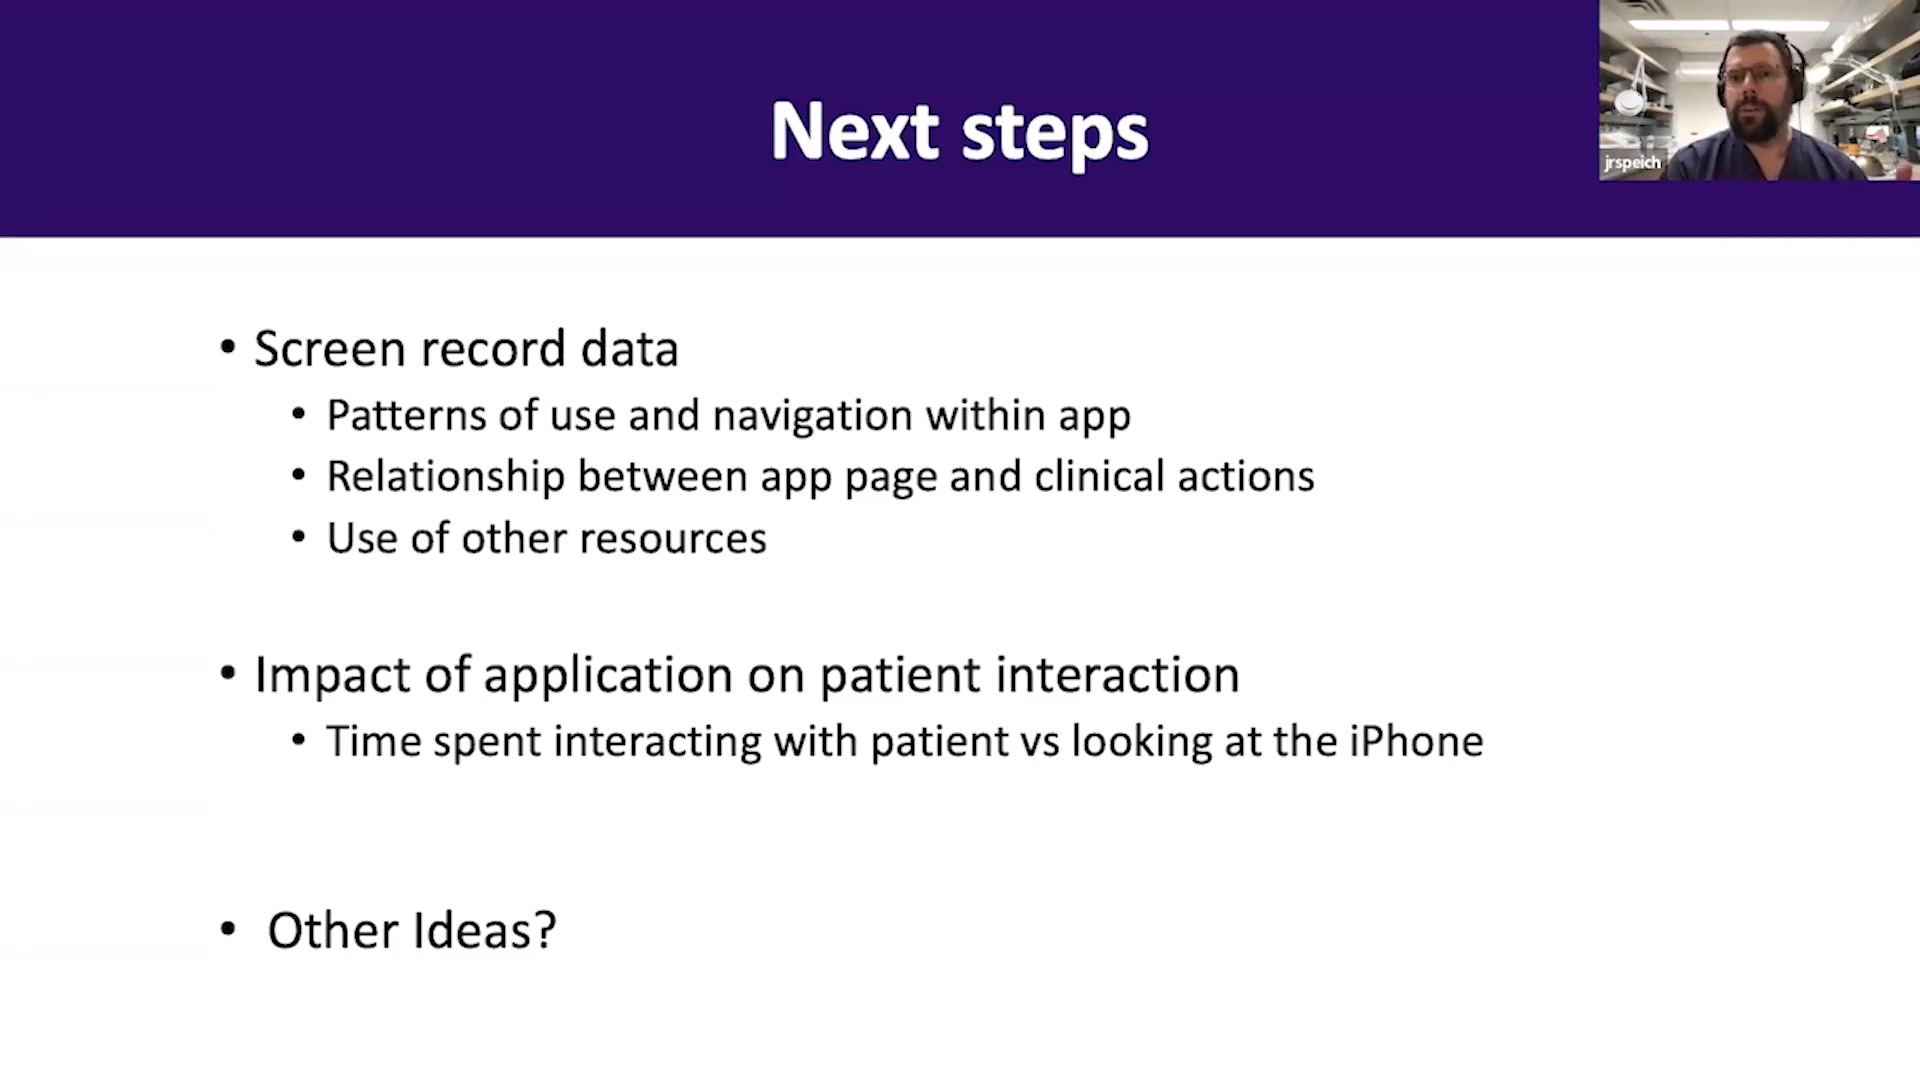 Next steps
jrspeich
• Screen record data
• Patterns of use and navigation within app
• Relationship between app page and clinical actions
• Use of other resources
• Impact of application on patient interaction
• Time spent interacting with patient vs looking at the iPhone
• Other Ideas?